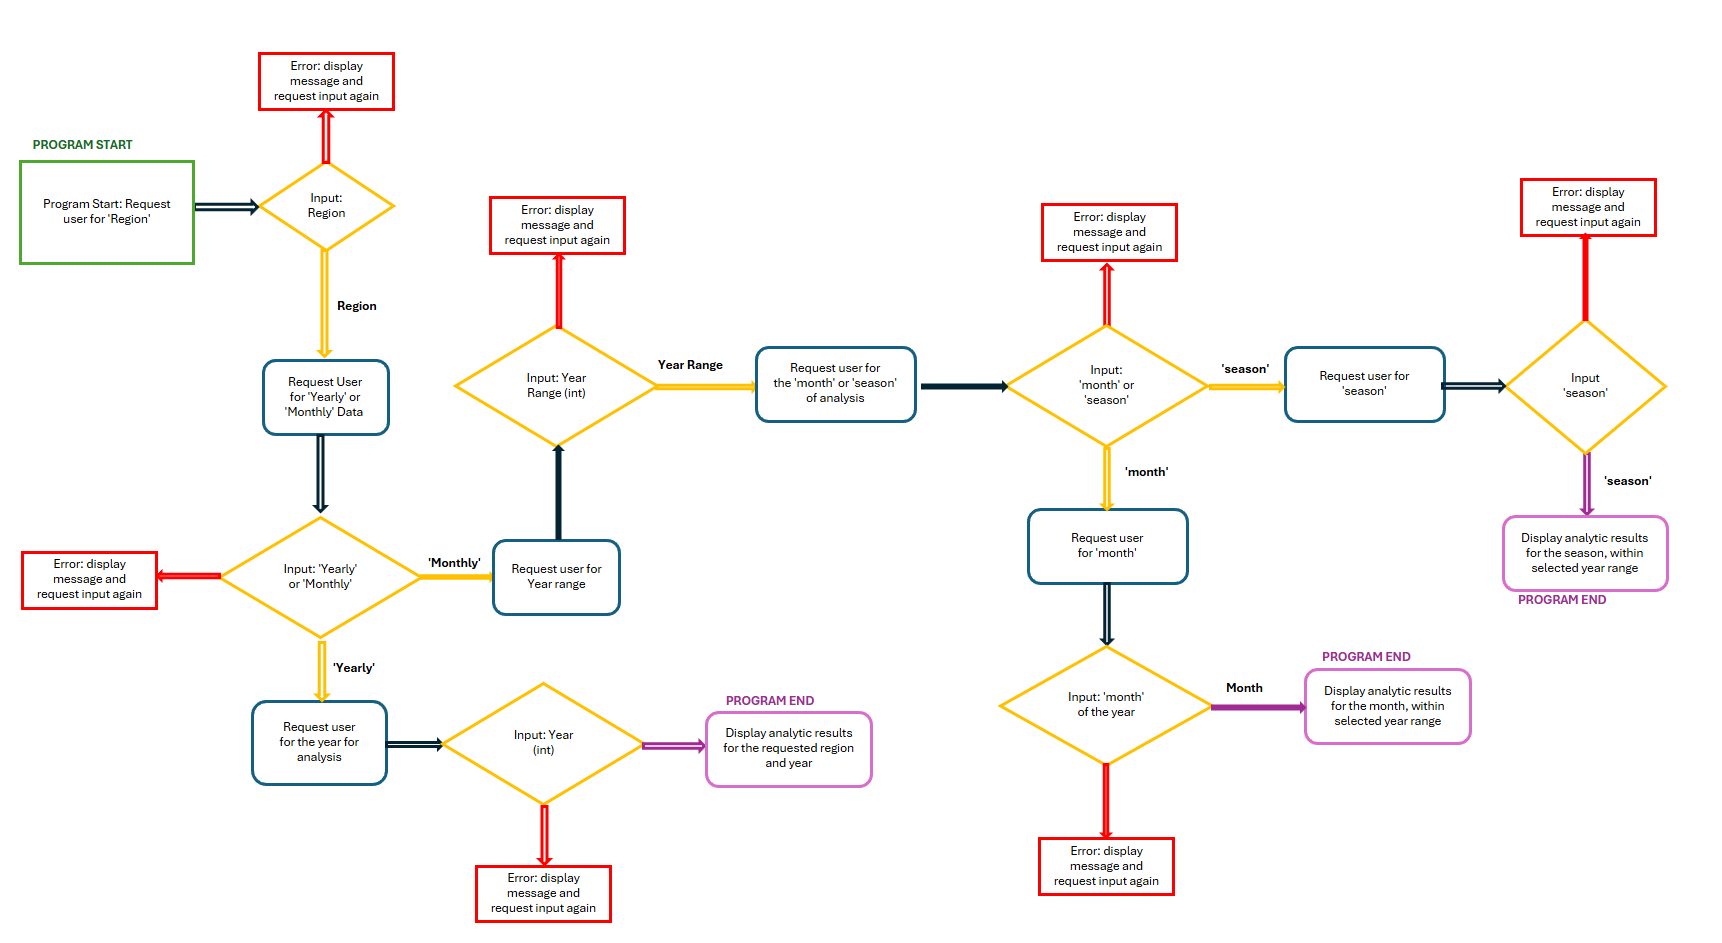 Error: display
message and
request input again
PROGRAM START
Program Start: Request
user for 'Region'
Input:
Region
Region
Request User
for 'Yearly' or
'Monthly' Data
Input: 'Yearly'
or 'Monthly'
Error: display
message and
request input again
'Monthly'
Request user for
Year range
'Yearly'
Request user
for the year for
analysis
Input: Year
(int)
Error: display
message and
request input again
PROGRAM END
Display analytic results
for the requested region
and year
Error: display
message and
request input again
Input: Year
Range (int)
Year Range
Request user for
the 'month' or 'season'
of analysis
Error: display
message and
request input again
Input:
'month' or
'season'
'season'
Request user for
'season'
Error: display
message and
request input again
Input
'season'
'season'
Display analytic results
for the season, within
selected year range
PROGRAM END
'month'
Request user
for 'month'
Input: 'month'
of the year
Month
PROGRAM END
Display analytic results
for the month, within
selected year range
Error: display
message and
request input again